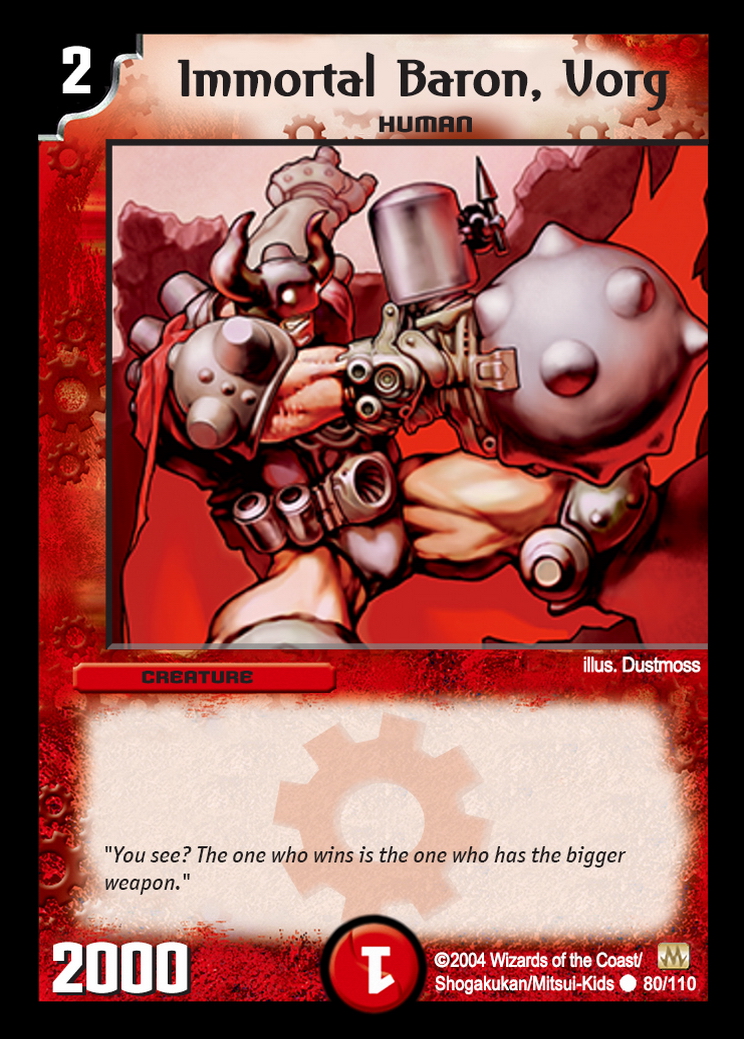 2
Immortal Baron, Vorg
HUMAN
illus. Dustmoss
CREATURE
"You see? The one who wins is the one who has the bigger
weapon."
2000
1
©2004 Wizards of the Coast/
Shogakukan/Mitsui-Kids ● 80/110